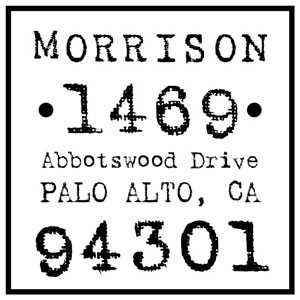 MORRISON
• 1469 •
Abbotswood Drive
PALO ALTO, CA
94301